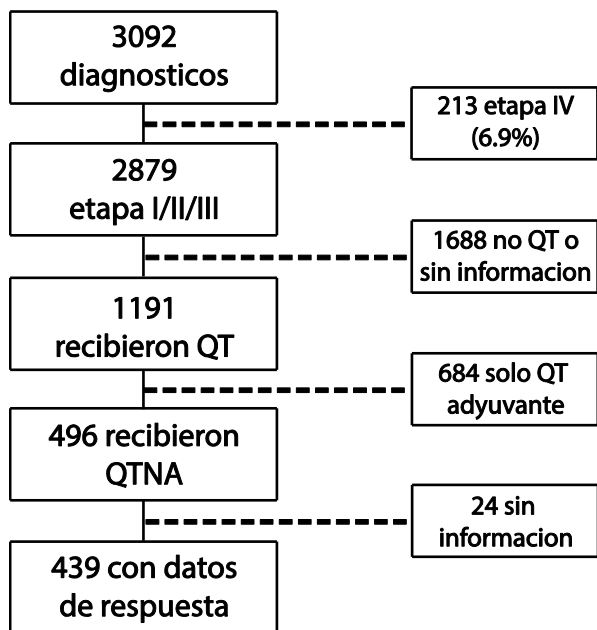 3092
diagnosticos
213 etapa IV
(6.9%)
2879
etapa I/II/III
1688 no QT o
sin informacion
1191
recibieron QT
684 solo QT
adyuvante
496 recibieron
QTNA
24 sin
informacion
439 con datos
de respuesta